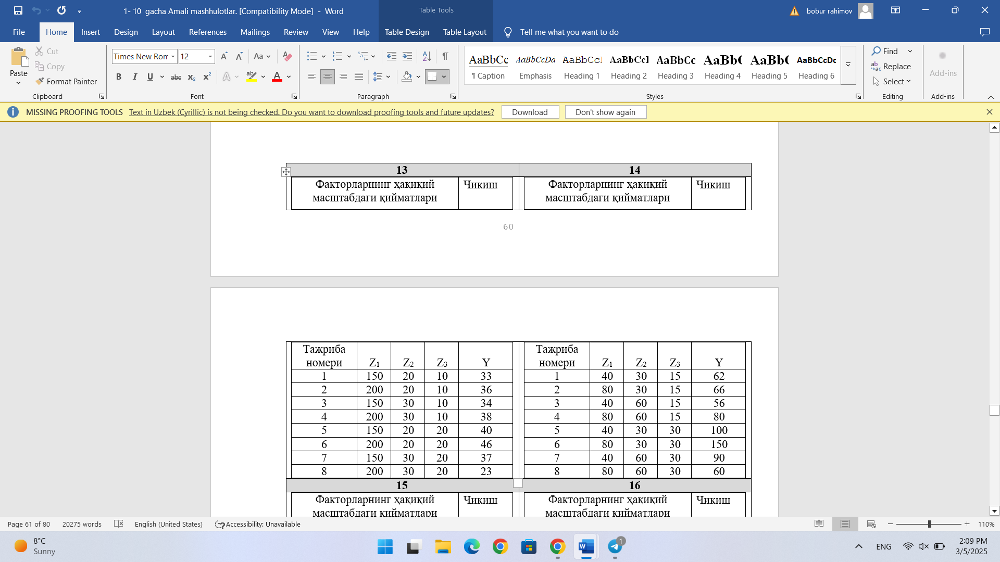 1- 10 gacha Amali mashhulotlar. [Compatibility Mode] - Word
Table Tools
bobur rahimov
File Home Insert Design Layout References Mailings Review View Help Table Design Table Layout Tell me what you want to do
Paste
Cut
Copy
Format Painter
Clipboard
Times New Ror 12
Font
Paragraph
AaBbCc AaBbCcDa AaBbCcI AaBbCcI AaBbCc AaBbC AaBbC AaBbCcDc
¶ Caption Emphasis Heading 1 Heading 2 Heading 3 Heading 4 Heading 5 Heading 6
Styles
Find
Replace
Select
Editing
Add-ins
Add-ins
MISSING PROOFING TOOLS Text in Uzbek (Cyrillic) is not being checked. Do you want to download proofing tools and future updates? Download Don't show again
13 14
Факторларнинг ҳақиқий Чикиш Факторларнинг ҳақиқий Чикиш
масштабдаги қийматлари масштабдаги қийматлари
60
Тажриба Тажриба
номери Z1 Z2 Z3 Y номери Z1 Z2 Z3 Y
1 150 20 10 33 1 40 30 15 62
2 200 20 10 36 2 80 30 15 66
3 150 30 10 34 3 40 60 15 56
4 200 30 10 38 4 80 60 15 80
5 150 20 20 40 5 40 30 30 100
6 200 20 20 46 6 80 30 30 150
7 150 30 20 37 7 40 60 30 90
8 200 30 20 23 8 80 60 30 60
15 16
Факторларнинг ҳақиқий Чикиш Факторларнинг ҳақиқий Чикиш
масштабдаги қийматлари масштабдаги қийматлари
Page 61 of 80 20275 words English (United States) Accessibility: Unavailable 110%
8°C
Sunny
1
ENG
2:09 PM
3/5/2025